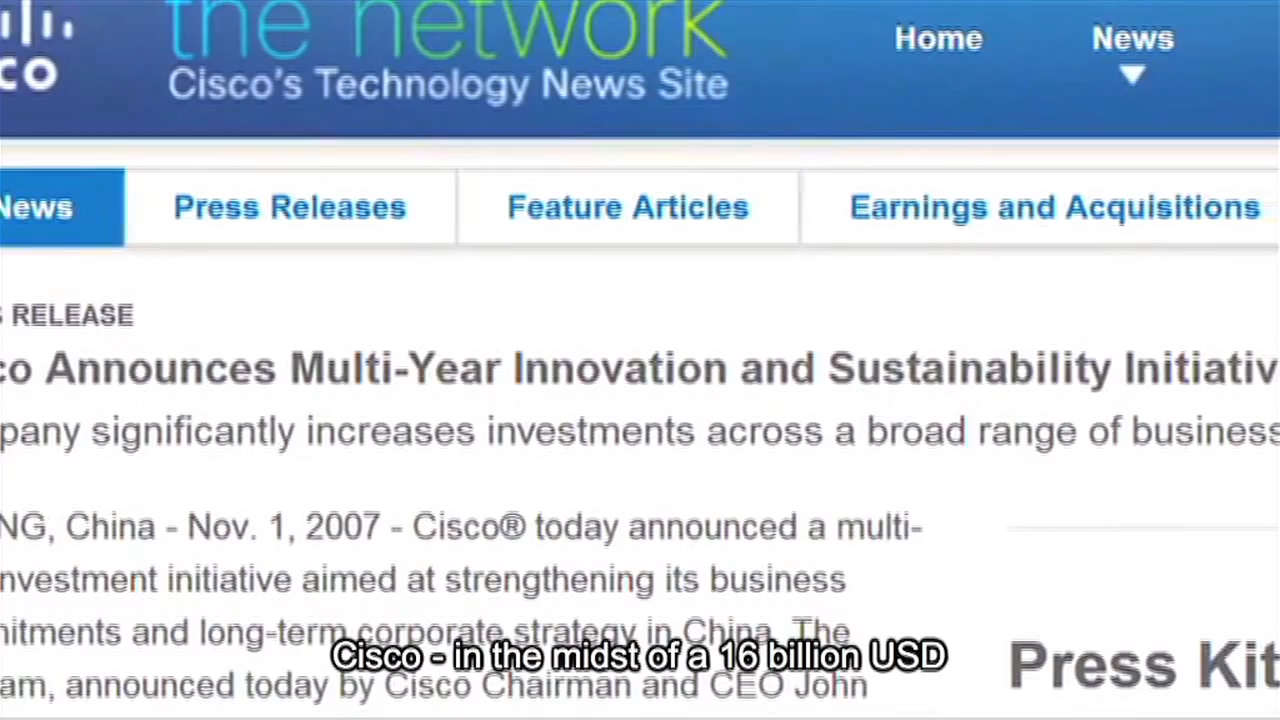 the network
co
Cisco's Technology News Site
Home
News
News
Press Releases
Feature Articles
Earnings and Acquisitions
RELEASE
co Announces Multi-Year Innovation and Sustainability Initiativ
pany significantly increases investments across a broad range of business
NG, China - Nov. 1, 2007 - Cisco® today announced a multi-
nvestment initiative aimed at strengthening its business
mitments and long-term corporate strategy in China. The
am, announced today by Cisco Chairman and CEO John
Press Kit
Cisco - in the midst of a 16 billion USD